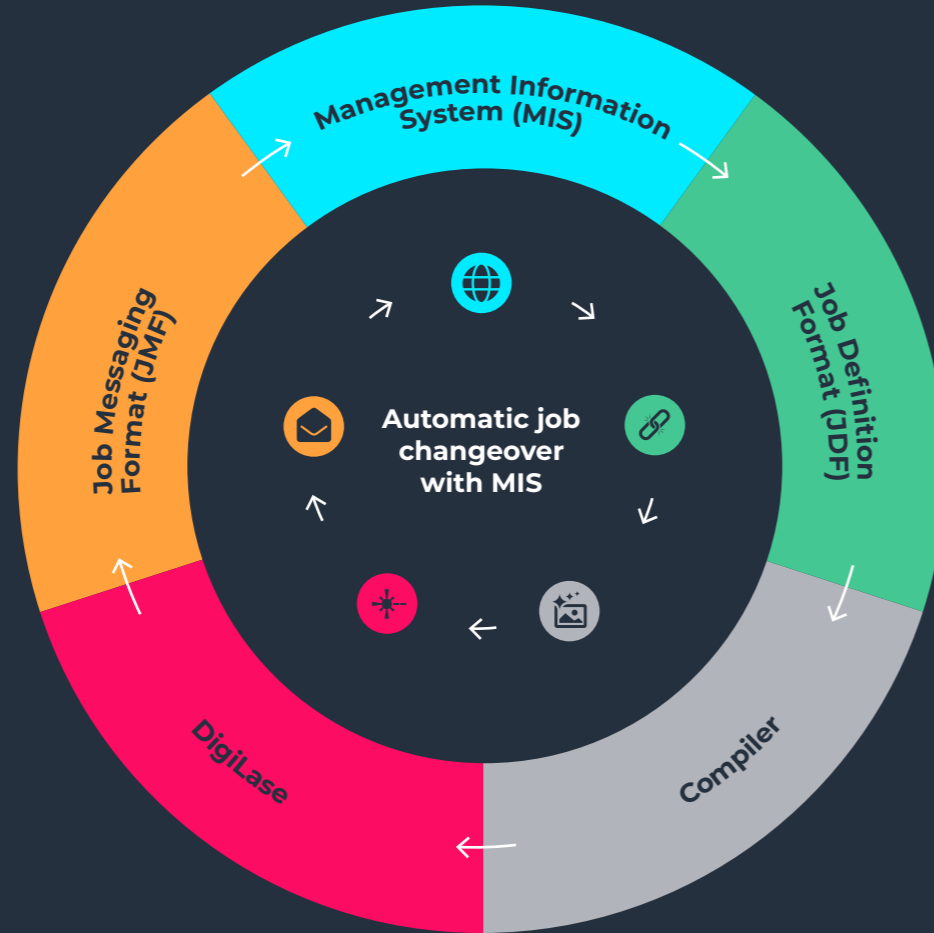 Management Information
System (MIS)
Job Definition
Format (JDF)
Compiler
DigiLase
Job Messaging
Format (JMF)
Automatic job
changeover
with MIS